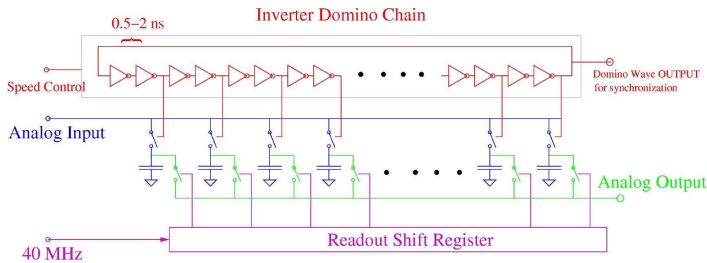 Inverter Domino Chain
0.5–2 ns
Speed Control
Domino Wave OUTPUT
for synchronization
Analog Input
Analog Output
Readout Shift Register
40 MHz